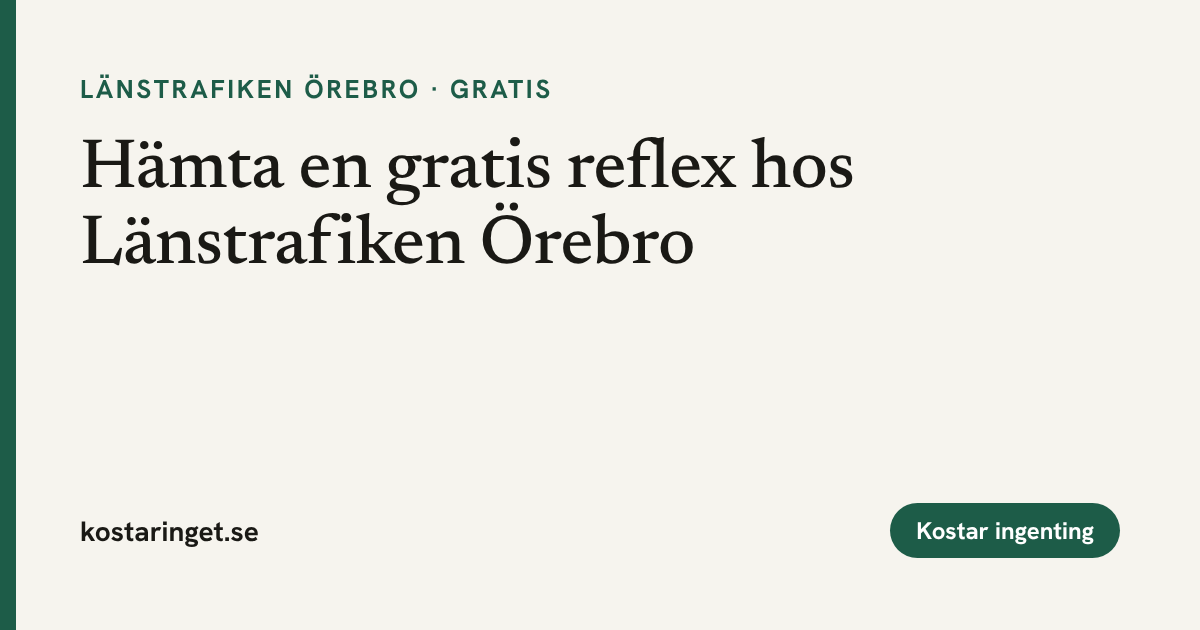 LÄNSTRAFIKEN ÖREBRO · GRATIS
Hämta en gratis reflex hos
Länstrafiken Örebro
kostaringet.se
Kostar ingenting